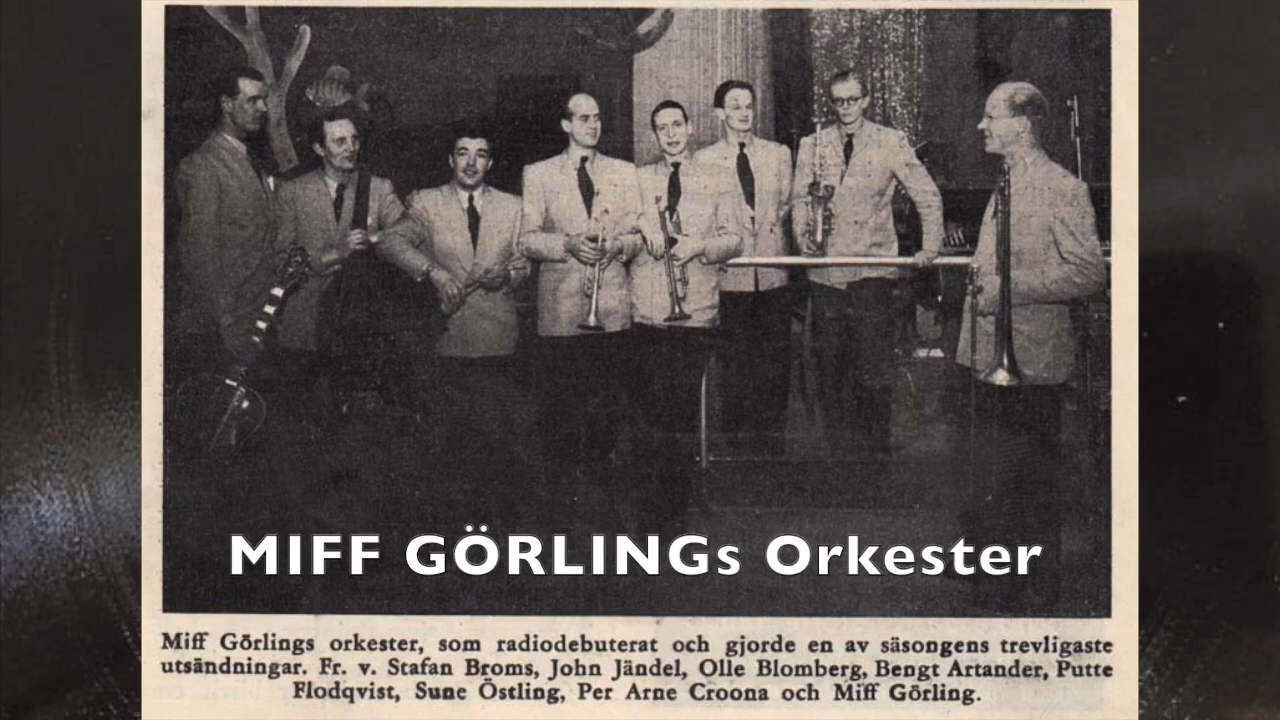 MIFF GÖRLINGs Orkester
Miff Görlings orkester, som radiodebuterat och gjorde en av säsongens trevligaste
utsändningar. Fr. v. Stafan Broms, John Jändel, Olle Blomberg, Bengt Artander, Putte
Flodqvist, Sune Östling, Per Arne Croona och Miff Görling.